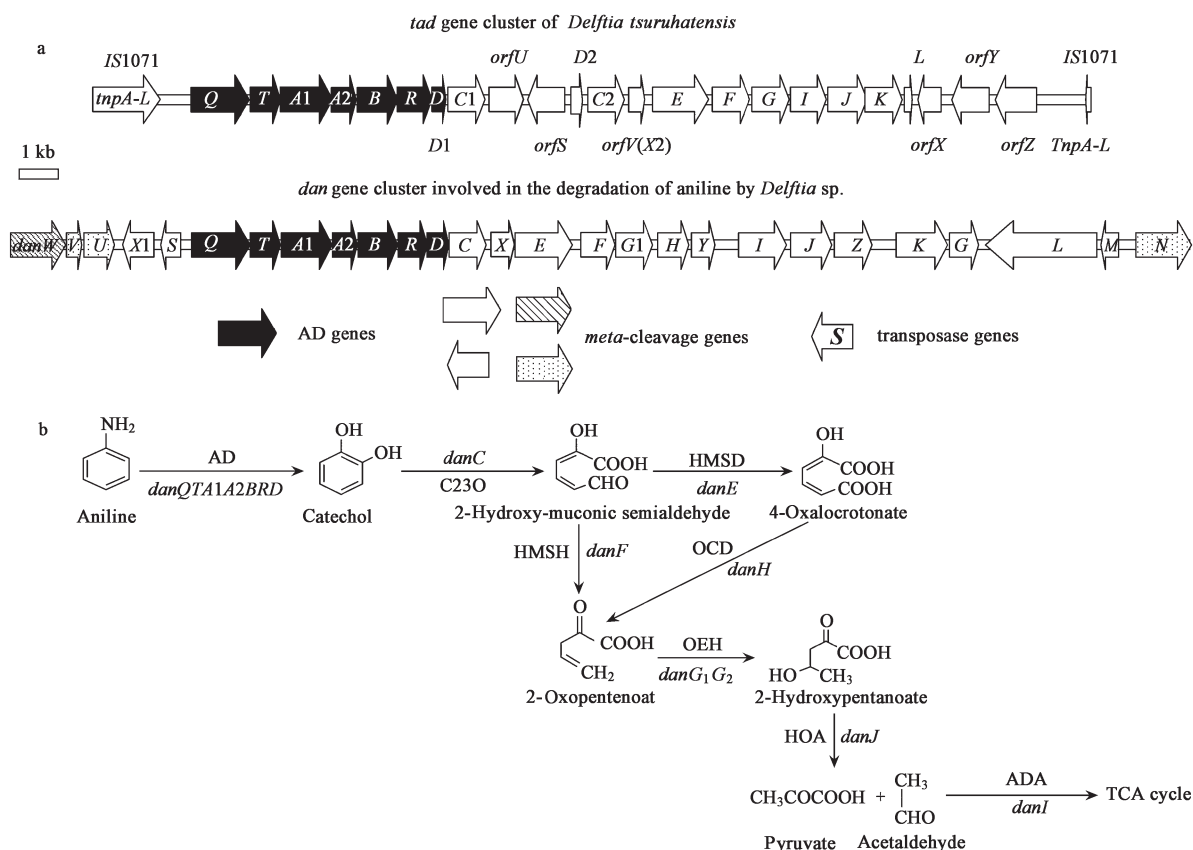 tad gene cluster of Delftia tsuruhatensis
a
IS1071 orfU D2 L orfY IS1071
tnpA-L Q T A1 A2 B R D C1 C2 E F G I J K
D1 orfS orfV(X2) orfX orfZ TnpA-L
1 kb
dan gene cluster involved in the degradation of aniline by Delftia sp.
danW V U X1 S Q T A1 A2 B R D C X E F G1 H Y I J Z K G L M N
AD genes
meta-cleavage genes
S transposase genes
b
NH2
Aniline
AD
danQTA1A2BRD
OH
OH
Catechol
danC
C23O
OH
COOH
CHO
2-Hydroxy-muconic semialdehyde
HMSD
danE
OH
COOH
COOH
4-Oxalocrotonate
HMSH danF
OCD
danH
O
COOH
CH2
2-Oxopentenoat
OEH
danG1G2
O
COOH
HO CH3
2-Hydroxypentanoate
HOA danJ
CH3COCOOH + CH3
CHO
Pyruvate Acetaldehyde
ADA
danI
TCA cycle